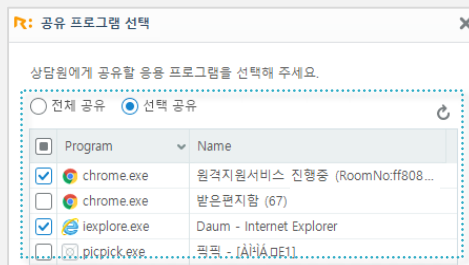 공유 프로그램 선택
상담원에게 공유할 응용 프로그램을 선택해 주세요.
전체 공유 선택 공유
Program Name
chrome.exe 원격지원서비스 진행중 (RoomNo:ff808...
chrome.exe 받은편지함 (67)
iexplore.exe Daum - Internet Explorer
picpick.exe 픽픽 -